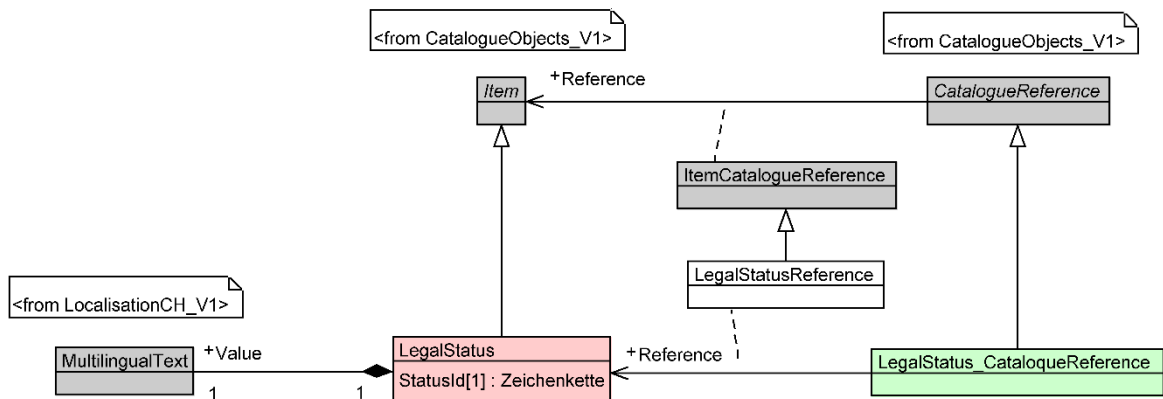 <from CatalogueObjects_V1>
<from CatalogueObjects_V1>
Item
+Reference
CatalogueReference
ItemCatalogueReference
LegalStatusReference
<from LocalisationCH_V1>
MultilingualText
+Value
1
1
LegalStatus
StatusId[1] : Zeichenkette
+Reference
LegalStatus_CataloqueReference